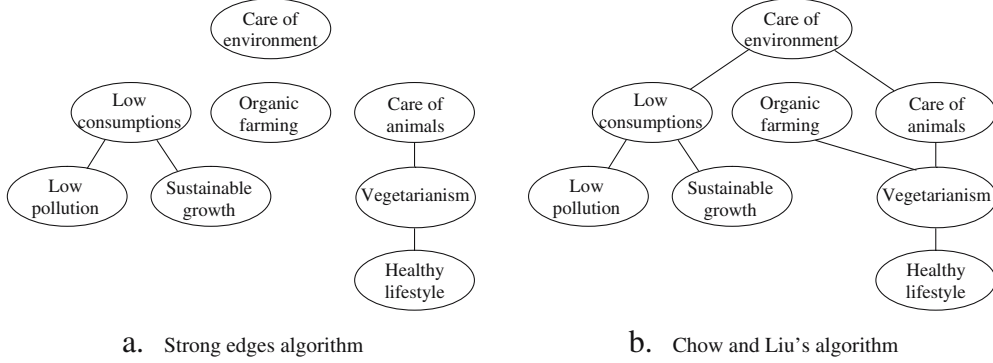 Care of
environment
Low
consumptions
Organic
farming
Care of
animals
Low
pollution
Sustainable
growth
Vegetarianism
Healthy
lifestyle
a. Strong edges algorithm
Care of
environment
Low
consumptions
Organic
farming
Care of
animals
Low
pollution
Sustainable
growth
Vegetarianism
Healthy
lifestyle
b. Chow and Liu's algorithm